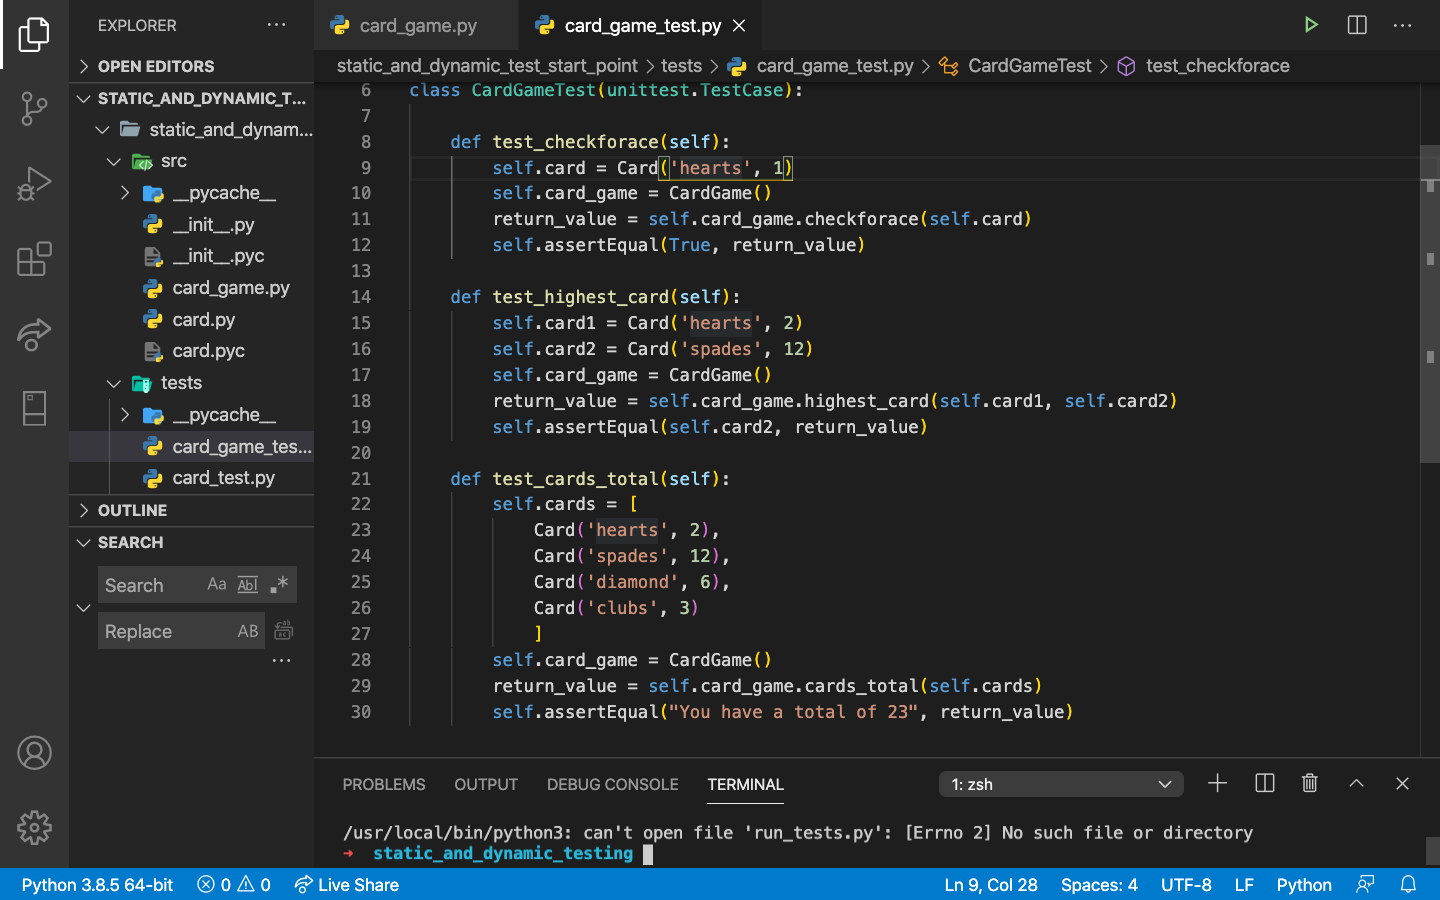 EXPLORER
OPEN EDITORS
STATIC_AND_DYNAMIC_T...
static_and_dynam...
src
__pycache__
__init__.py
__init__.pyc
card_game.py
card.py
card.pyc
tests
__pycache__
card_game_tes...
card_test.py
OUTLINE
SEARCH
Search Aa Abl .*
Replace AB
card_game.py card_game_test.py
static_and_dynamic_test_start_point > tests > card_game_test.py > CardGameTest > test_checkforace
6 class CardGameTest(unittest.TestCase):
7
8 def test_checkforace(self):
9 self.card = Card('hearts', 1)
10 self.card_game = CardGame()
11 return_value = self.card_game.checkforace(self.card)
12 self.assertEqual(True, return_value)
13
14 def test_highest_card(self):
15 self.card1 = Card('hearts', 2)
16 self.card2 = Card('spades', 12)
17 self.card_game = CardGame()
18 return_value = self.card_game.highest_card(self.card1, self.card2)
19 self.assertEqual(self.card2, return_value)
20
21 def test_cards_total(self):
22 self.cards = [
23 Card('hearts', 2),
24 Card('spades', 12),
25 Card('diamond', 6),
26 Card('clubs', 3)
27 ]
28 self.card_game = CardGame()
29 return_value = self.card_game.cards_total(self.cards)
30 self.assertEqual("You have a total of 23", return_value)
PROBLEMS OUTPUT DEBUG CONSOLE TERMINAL 1: zsh
/usr/local/bin/python3: can't open file 'run_tests.py': [Errno 2] No such file or directory
→ static_and_dynamic_testing
Python 3.8.5 64-bit 0 0 Live Share Ln 9, Col 28 Spaces: 4 UTF-8 LF Python